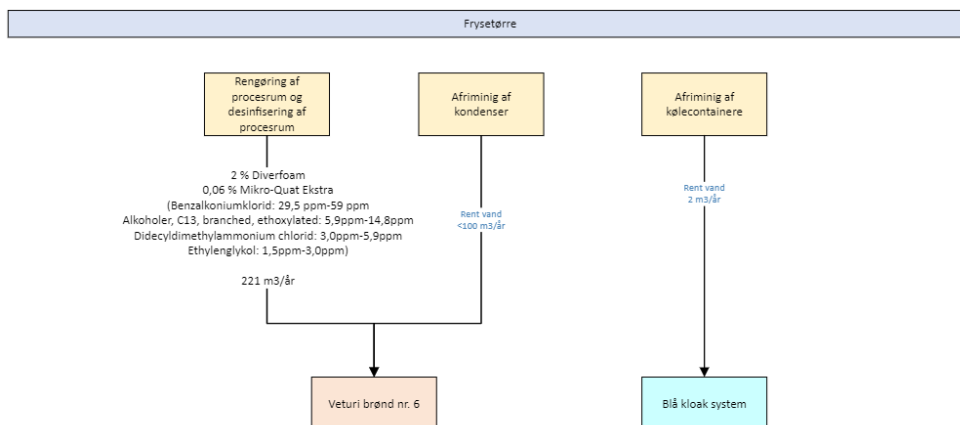 Frysetørre
Rengøring af
procesrum og
desinfisering af
procesrum
Afriminig af
kondenser
Afriminig af
kølecontainere
2 % Diverfoam
0,06 % Mikro-Quat Ekstra
(Benzalkoniumklorid: 29,5 ppm-59 ppm
Alkoholer, C13, branched, ethoxylated: 5,9ppm-14,8ppm
Didecyldimethylammonium chlorid: 3,0ppm-5,9ppm
Ethylenglykol: 1,5ppm-3,0ppm)
221 m3/år
Rent vand
<100 m3/år
Rent vand
2 m3/år
Veturi brønd nr. 6
Blå kloak system